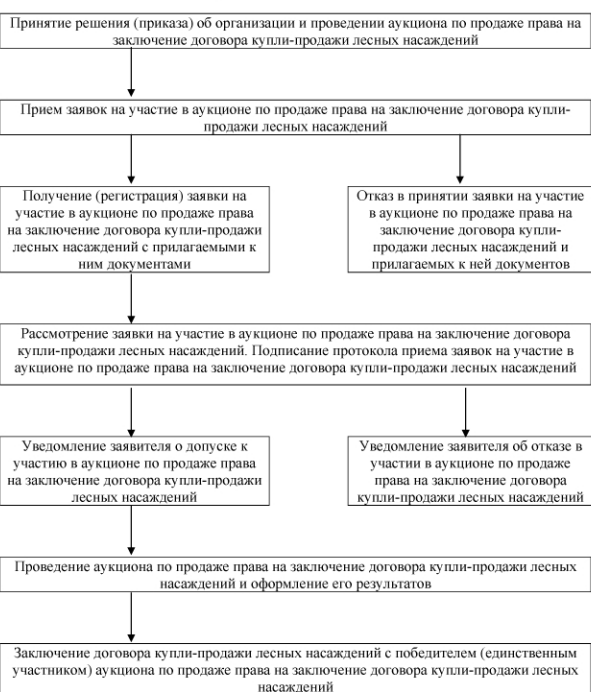 Принятие решения (приказа) об организации и проведении аукциона по продаже права на
заключение договора купли-продажи лесных насаждений
Прием заявок на участие в аукционе по продаже права на заключение договора купли-
продажи лесных насаждений
Получение (регистрация) заявки на
участие в аукционе по продаже права
на заключение договора купли-продажи
лесных насаждений с прилагаемыми к
ним документами
Отказ в принятии заявки на участие
в аукционе по продаже права на
заключение договора купли-
продажи лесных насаждений и
прилагаемых к ней документов
Рассмотрение заявки на участие в аукционе по продаже права на заключение договора
купли-продажи лесных насаждений. Подписание протокола приема заявок на участие в
аукционе по продаже права на заключение договора купли-продажи лесных насаждений
Уведомление заявителя о допуске к
участию в аукционе по продаже права
на заключение договора купли-продажи
лесных насаждений
Уведомление заявителя об отказе в
участии в аукционе по продаже
права на заключение договора
купли-продажи лесных насаждений
Проведение аукциона по продаже права на заключение договора купли-продажи лесных
насаждений и оформление его результатов
Заключение договора купли-продажи лесных насаждений с победителем (единственным
участником) аукциона по продаже права на заключение договора купли-продажи лесных
насаждений